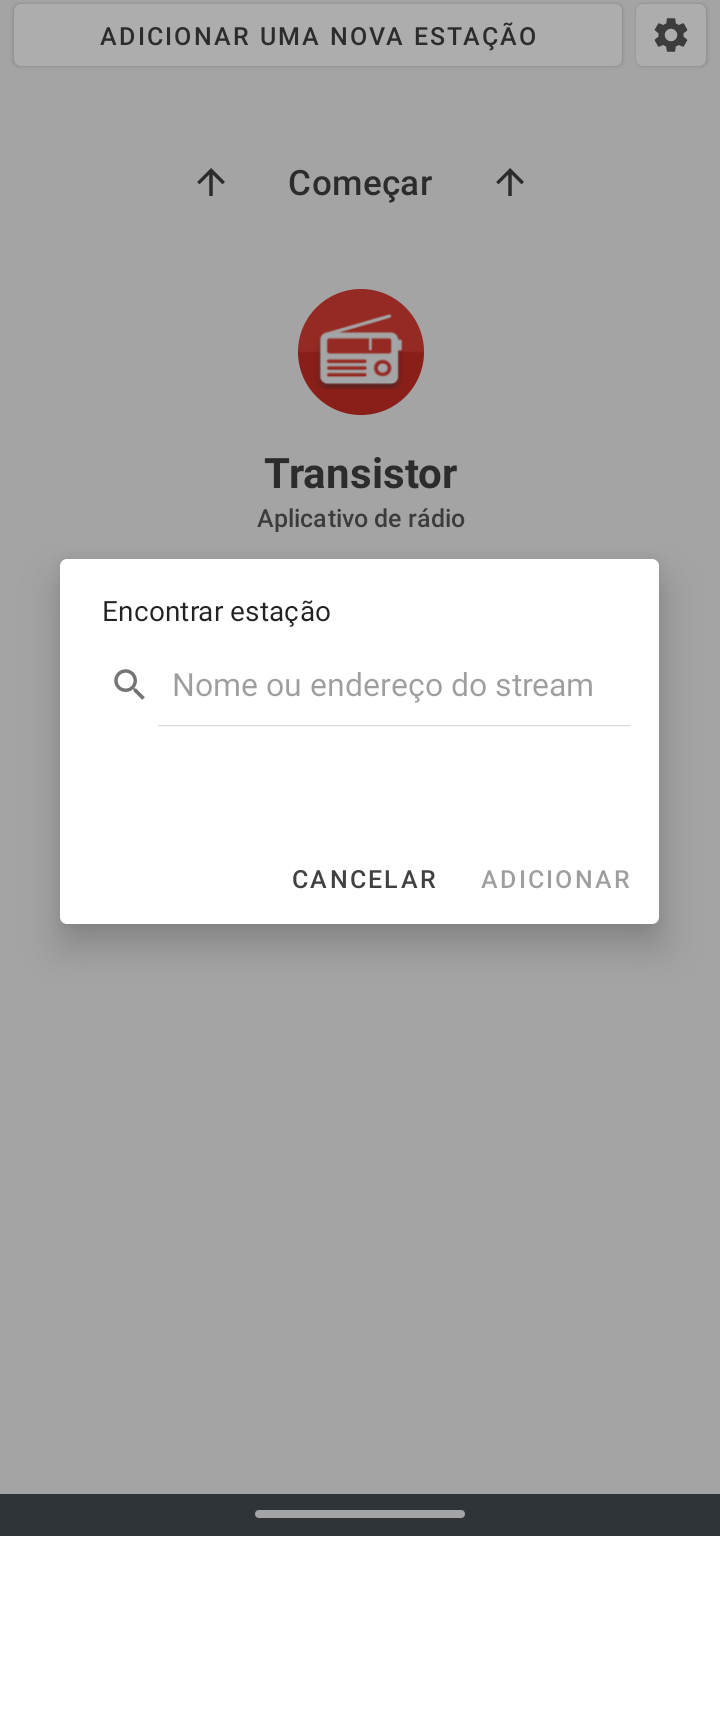 ADICIONAR UMA NOVA ESTAÇÃO
Começar
Transistor
Aplicativo de rádio
Encontrar estação
Nome ou endereço do stream
CANCELAR ADICIONAR